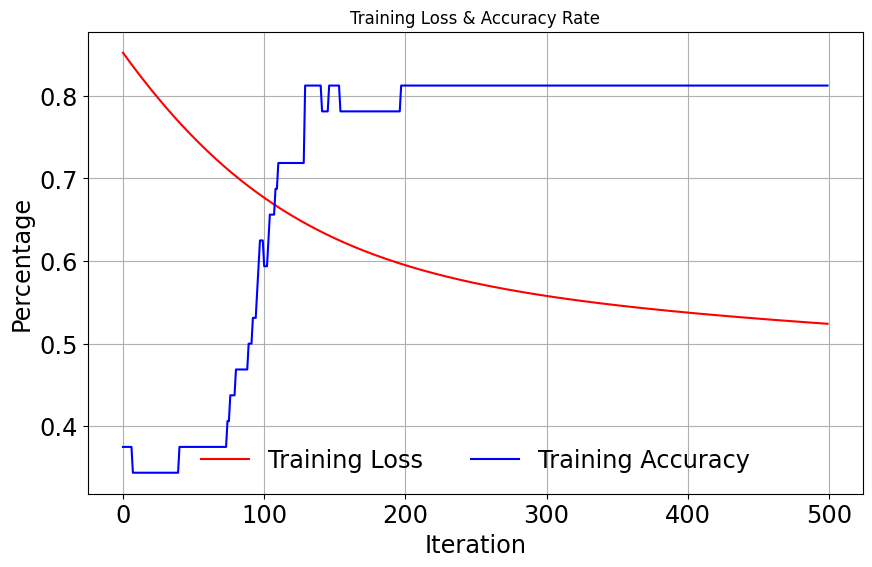 Training Loss & Accuracy Rate
Percentage
0.8
0.7
0.6
0.5
0.4
Training Loss Training Accuracy
0 100 200 300 400 500
Iteration